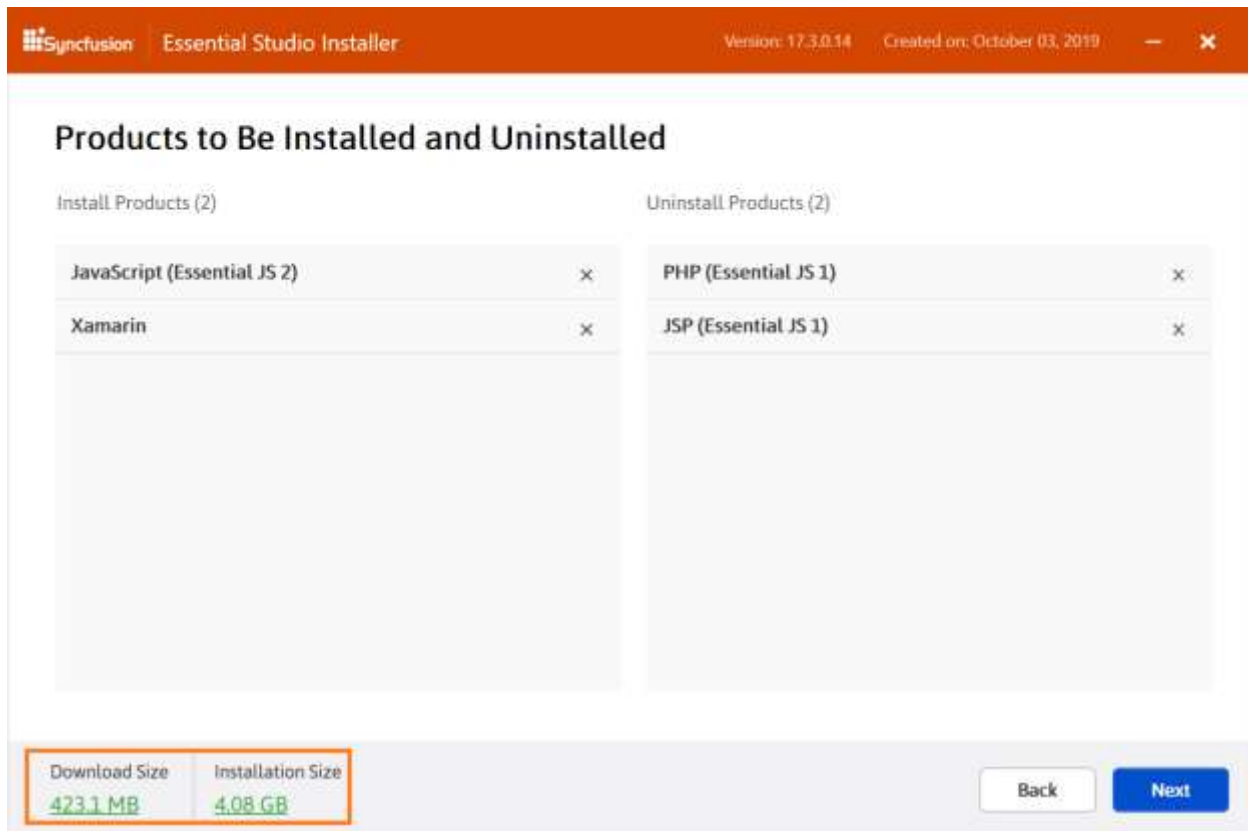 Syncfusion Essential Studio Installer Version: 17.3.0.14 Created on: October 03, 2019
Products to Be Installed and Uninstalled
Install Products (2)
Uninstall Products (2)
JavaScript (Essential JS 2)
Xamarin
PHP (Essential JS 1)
JSP (Essential JS 1)
Download Size
423.1 MB
Installation Size
4.08 GB
Back
Next